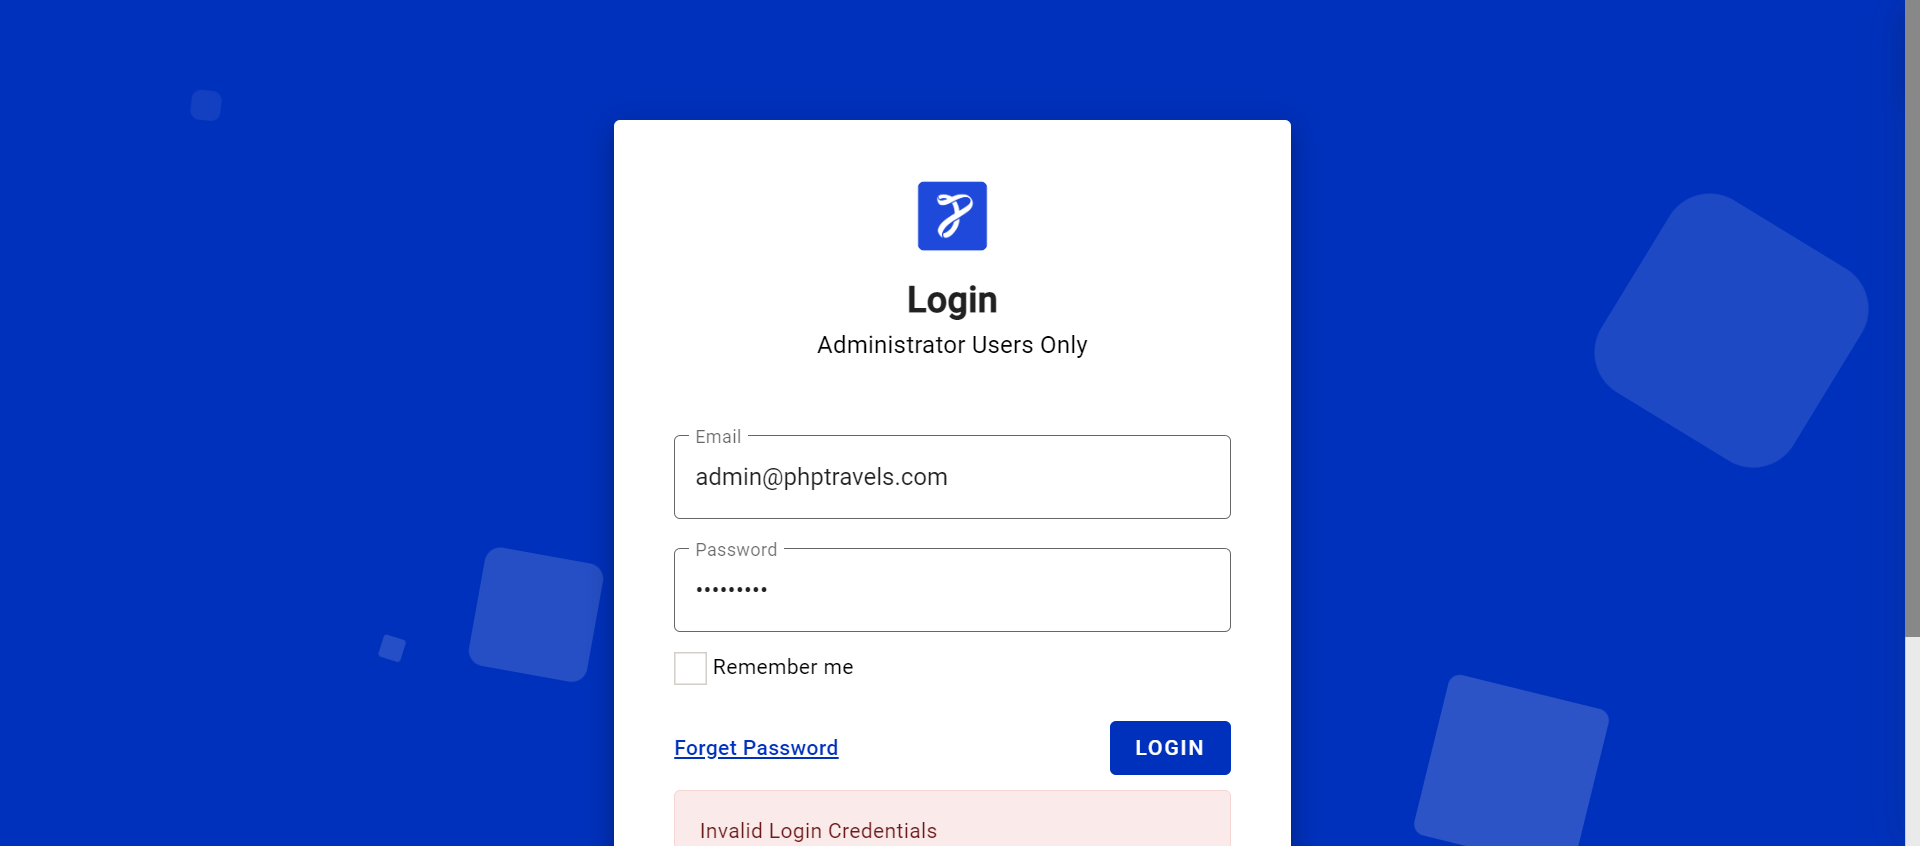 Login
Administrator Users Only
Email
admin@phptravels.com
Password
•••••••••
Remember me
Forget Password
LOGIN
Invalid Login Credentials